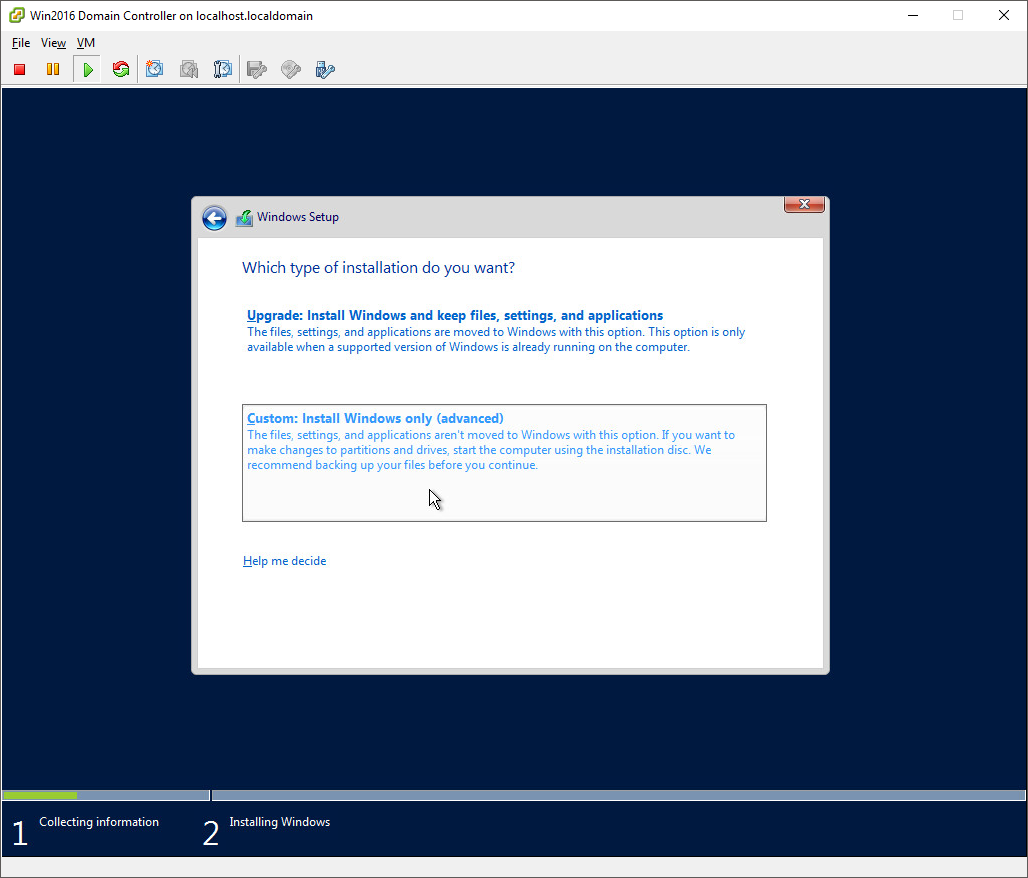 Win2016 Domain Controller on localhost.localdomain
File View VM
Windows Setup
Which type of installation do you want?
Upgrade: Install Windows and keep files, settings, and applications
The files, settings, and applications are moved to Windows with this option. This option is only
available when a supported version of Windows is already running on the computer.
Custom: Install Windows only (advanced)
The files, settings, and applications aren't moved to Windows with this option. If you want to
make changes to partitions and drives, start the computer using the installation disc. We
recommend backing up your files before you continue.
Help me decide
1 Collecting information 2 Installing Windows